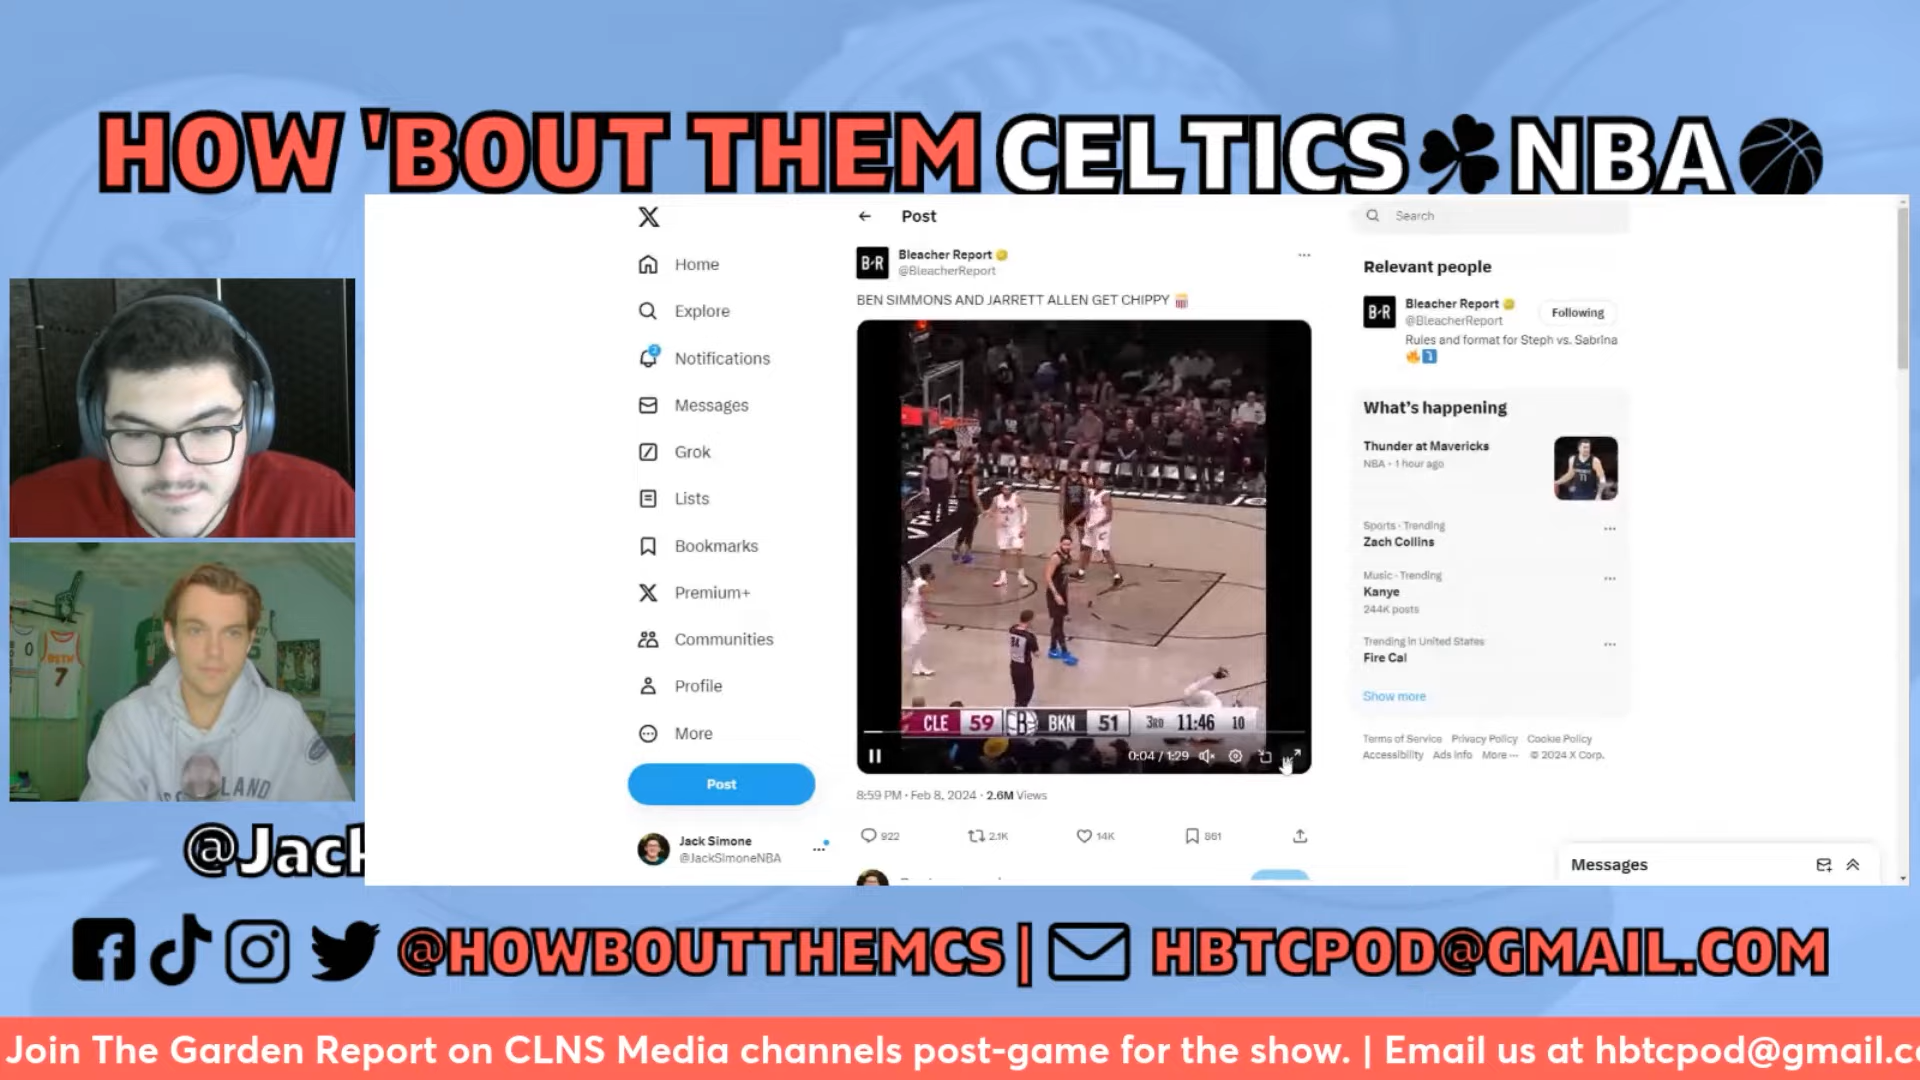 HOW 'BOUT THEM CELTICS NBA
Post
Search
Bleacher Report
@BleacherReport
BEN SIMMONS AND JARRETT ALLEN GET CHIPPY
Home
Explore
2
Notifications
Messages
Grok
Lists
Bookmarks
Premium+
Communities
Profile
More
Post
Jack Simone
@JackSimoneNBA
B·R
CLE 59 B BKN 51 3RD 11:46 10
0:04 / 1:29
8:59 PM · Feb 8, 2024 · 2.6M Views
922 2.1K 14K 861
Relevant people
B·R
Bleacher Report
@BleacherReport
Following
Rules and format for Steph vs. Sabrina
What's happening
Thunder at Mavericks
NBA · 1 hour ago
Sports · Trending
Zach Collins
Music · Trending
Kanye
244K posts
Trending in United States
Fire Cal
Show more
Terms of Service Privacy Policy Cookie Policy
Accessibility Ads info More ··· © 2024 X Corp.
Messages
0
7
@Jack
@HOWBOUTTHEMCS | HBTCPOD@GMAIL.COM
Join The Garden Report on CLNS Media channels post-game for the show. | Email us at hbtcpod@gmail.c